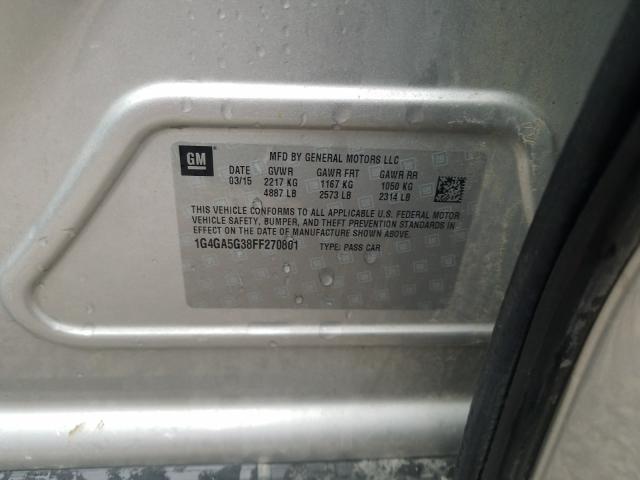 GM
MFD BY GENERAL MOTORS LLC
DATE GVWR GAWR FRT GAWR RR
03/15 2217 KG 1167 KG 1050 KG
4887 LB 2573 LB 2314 LB
THIS VEHICLE CONFORMS TO ALL APPLICABLE U.S. FEDERAL MOTOR
VEHICLE SAFETY, BUMPER, AND THEFT PREVENTION STANDARDS
IN EFFECT ON THE DATE OF MANUFACTURE SHOWN ABOVE.
1G4GA5G38FF270801 TYPE: PASS CAR